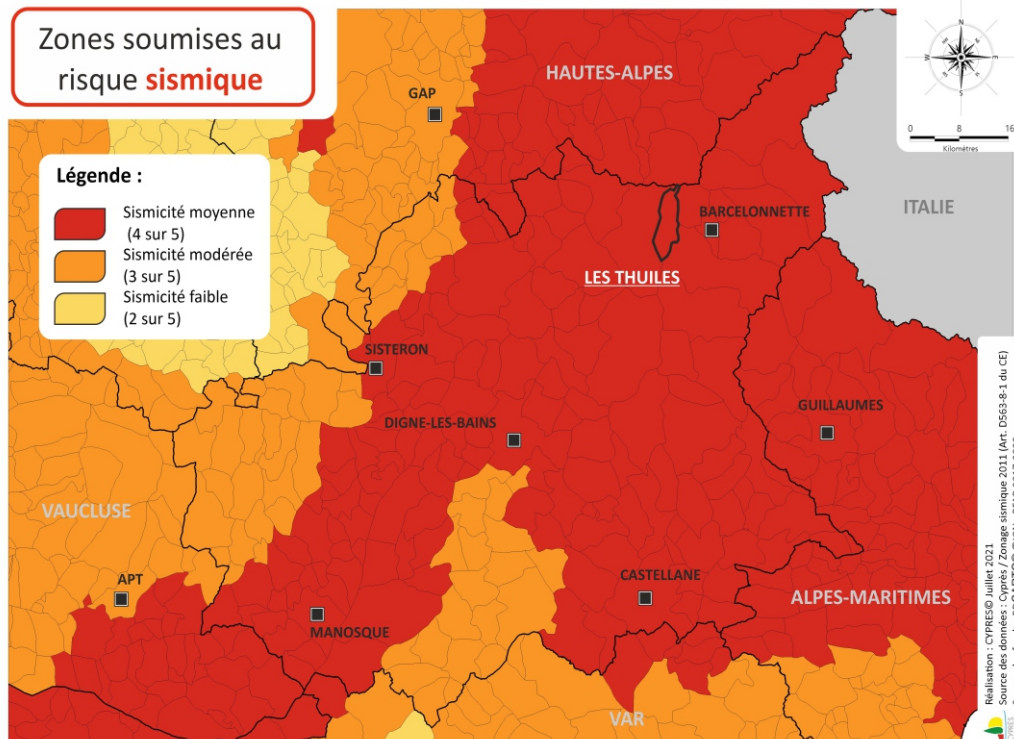 Zones soumises au
risque sismique
Légende :
Sismicité moyenne
(4 sur 5)
Sismicité modérée
(3 sur 5)
Sismicité faible
(2 sur 5)
HAUTES-ALPES
GAP
N
E
S
W
0 8 16
Kilomètres
ITALIE
BARCELONNETTE
LES THUILES
SISTERON
GUILLAUMES
DIGNE-LES-BAINS
VAUCLUSE
APT
CASTELLANE
ALPES-MARITIMES
MANOSQUE
VAR
Réalisation : CYPRES© Juillet 2021
Source des données : Cyprès / Zonage sismique 2011 (Art. D563-8-1 du CE)
CYPRÈS